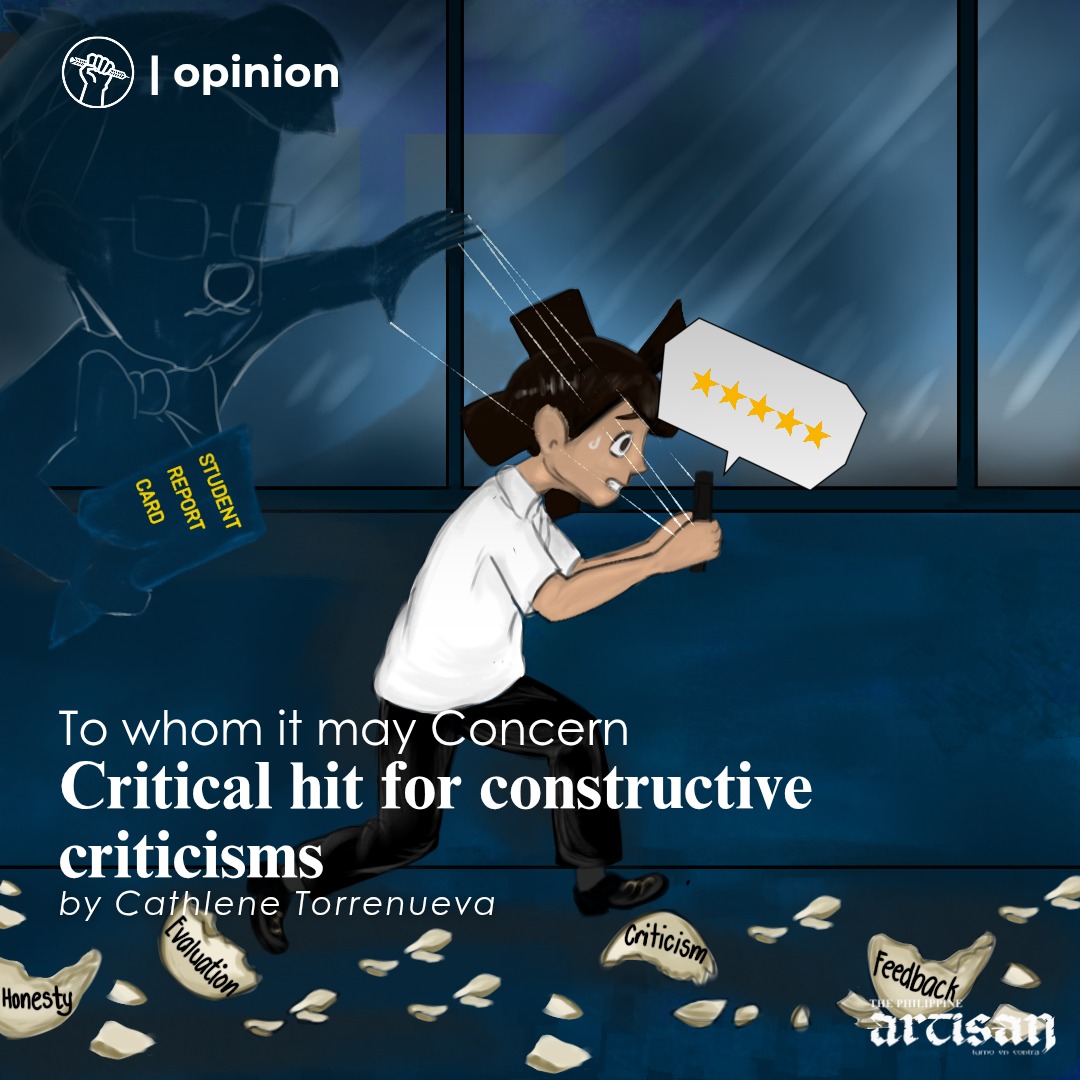 | opinion
STUDENT
REPORT
CARD
To whom it may Concern
Critical hit for constructive
criticisms
by Cathlene Torrenueva
Evaluation
Criticism
Feedback
Honesty
THE PHILIPPINE
artisan